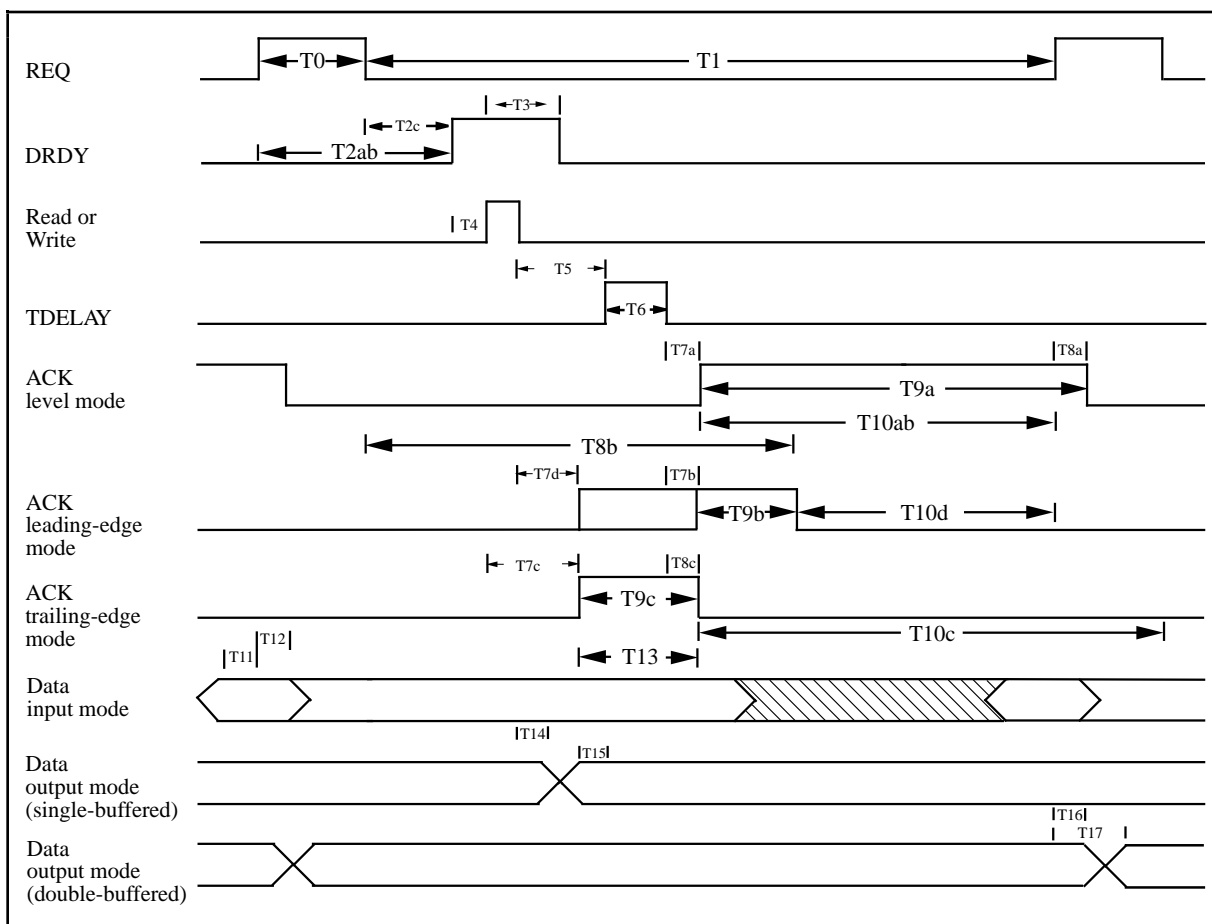 REQ
T0
T1
T3
T2c
DRDY
T2ab
Read or
Write
T4
T5
TDELAY
T6
T7a
T8a
ACK
level mode
T9a
T10ab
T8b
T7d
T7b
ACK
leading-edge
mode
T9b
T10d
T7c
T8c
ACK
trailing-edge
mode
T9c
T10c
T12
T11
T13
Data
input mode
T14
T15
Data
output mode
(single-buffered)
T16
T17
Data
output mode
(double-buffered)